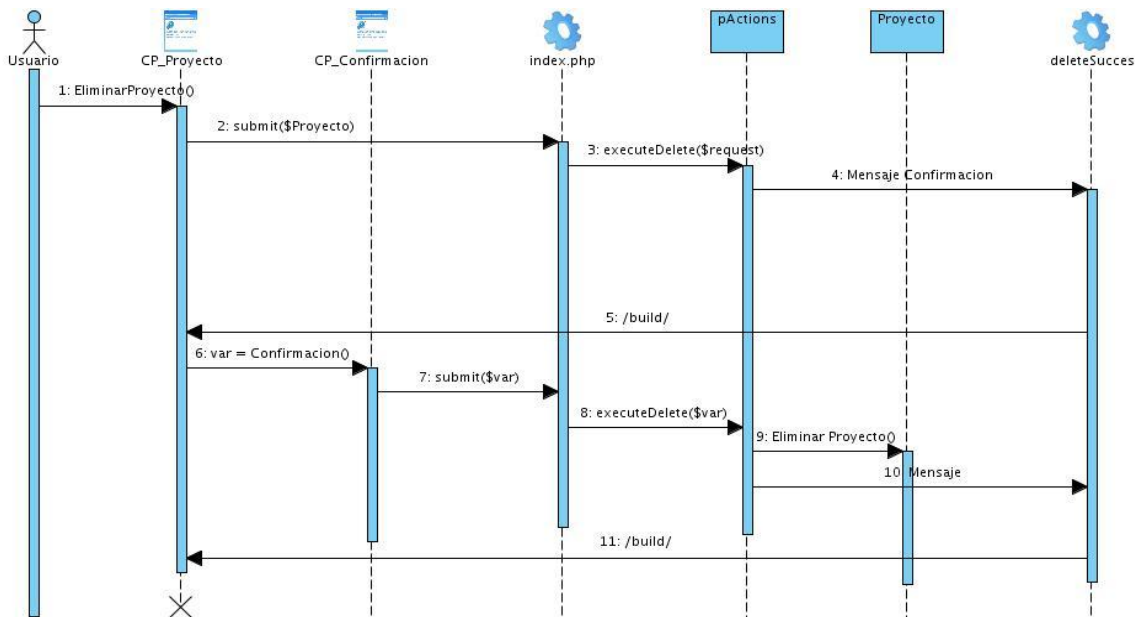 pActions
Proyecto
Usuario
CP_Proyecto
CP_Confirmacion
index.php
deleteSucces
1: EliminarProyecto()
2: submit($Proyecto)
3: executeDelete($request)
4: Mensaje Confirmacion
5: /build/
6: var = Confirmacion()
7: submit($var)
8: executeDelete($var)
9: Eliminar Proyecto()
10: Mensaje
11: /build/